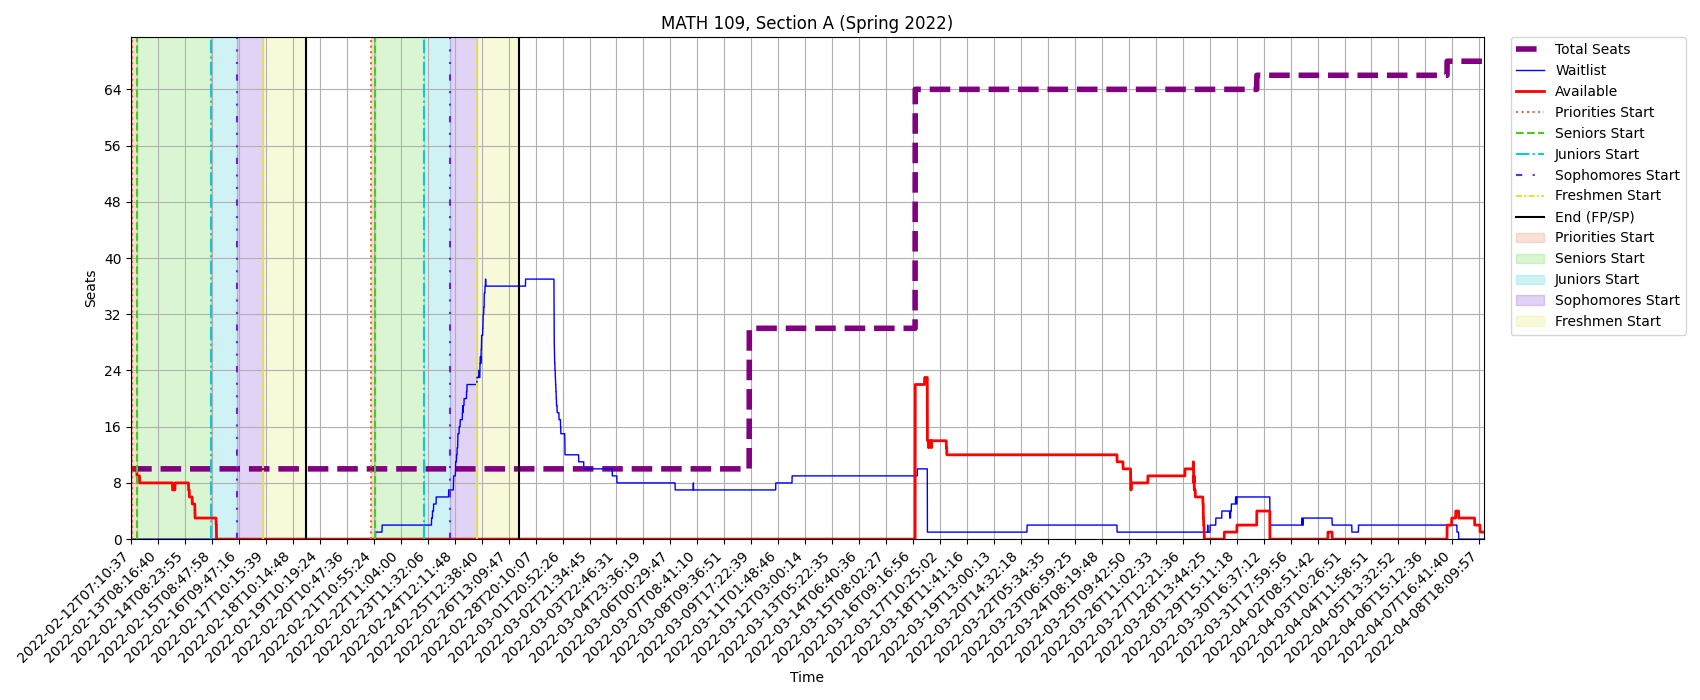 MATH 109, Section A (Spring 2022)
Seats
64
56
48
40
32
24
16
8
0
2022-02-12T07:10:37
2022-02-13T08:16:40
2022-02-14T08:23:55
2022-02-15T08:47:58
2022-02-16T09:47:16
2022-02-17T10:15:39
2022-02-18T10:14:48
2022-02-19T10:19:24
2022-02-20T10:47:36
2022-02-21T10:55:24
2022-02-22T11:04:00
2022-02-23T11:32:06
2022-02-24T12:11:48
2022-02-25T12:38:40
2022-02-26T13:09:47
2022-02-28T20:10:07
2022-03-01T20:52:26
2022-03-02T21:34:45
2022-03-03T22:46:31
2022-03-04T23:36:19
2022-03-06T00:29:47
2022-03-07T08:41:10
2022-03-08T09:36:51
2022-03-09T17:22:39
2022-03-11T01:48:46
2022-03-12T03:00:14
2022-03-13T05:22:35
2022-03-14T06:40:36
2022-03-15T08:02:27
2022-03-16T09:16:56
2022-03-17T10:25:02
2022-03-18T11:41:16
2022-03-19T13:00:13
2022-03-20T14:32:18
2022-03-22T05:34:35
2022-03-23T06:59:25
2022-03-24T08:19:48
2022-03-25T09:42:50
2022-03-26T11:02:33
2022-03-27T12:21:36
2022-03-28T13:44:25
2022-03-29T15:11:18
2022-03-30T16:37:12
2022-03-31T17:59:56
2022-04-02T08:51:42
2022-04-03T10:26:51
2022-04-04T11:58:51
2022-04-05T13:32:52
2022-04-06T15:12:36
2022-04-07T16:41:40
2022-04-08T18:09:57
Time
Total Seats
Waitlist
Available
Priorities Start
Seniors Start
Juniors Start
Sophomores Start
Freshmen Start
End (FP/SP)
Priorities Start
Seniors Start
Juniors Start
Sophomores Start
Freshmen Start